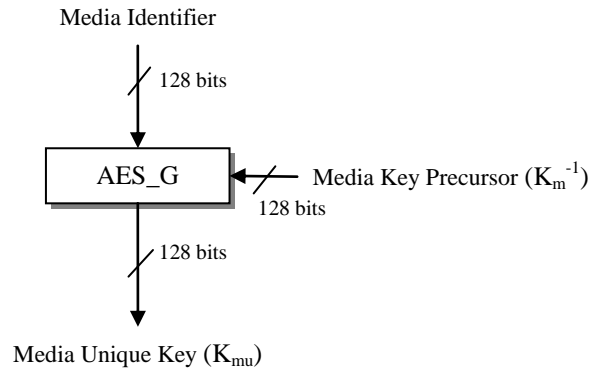 Media Identifier
128 bits
AES_G
Media Key Precursor (Kₘ⁻¹)
128 bits
128 bits
Media Unique Key (Kₘᵤ)